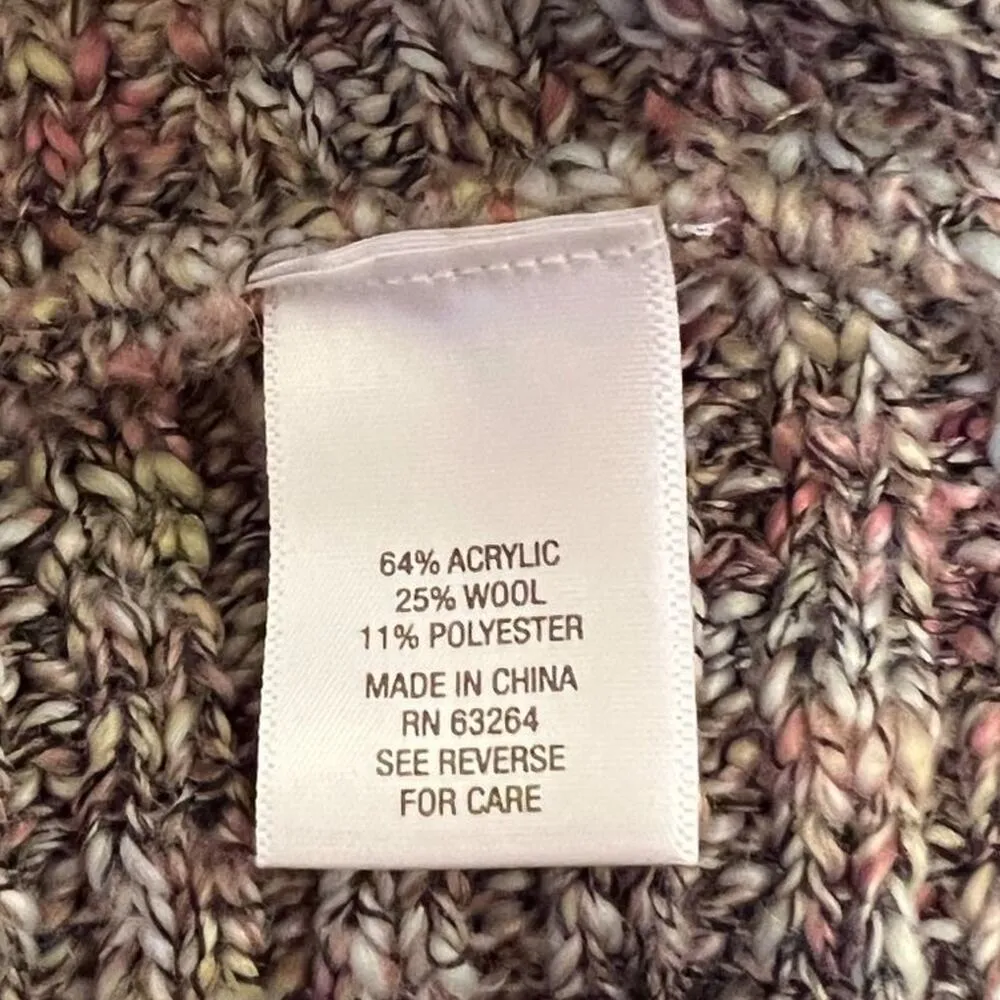 64% ACRYLIC
25% WOOL
11% POLYESTER
MADE IN CHINA
RN 63264
SEE REVERSE
FOR CARE